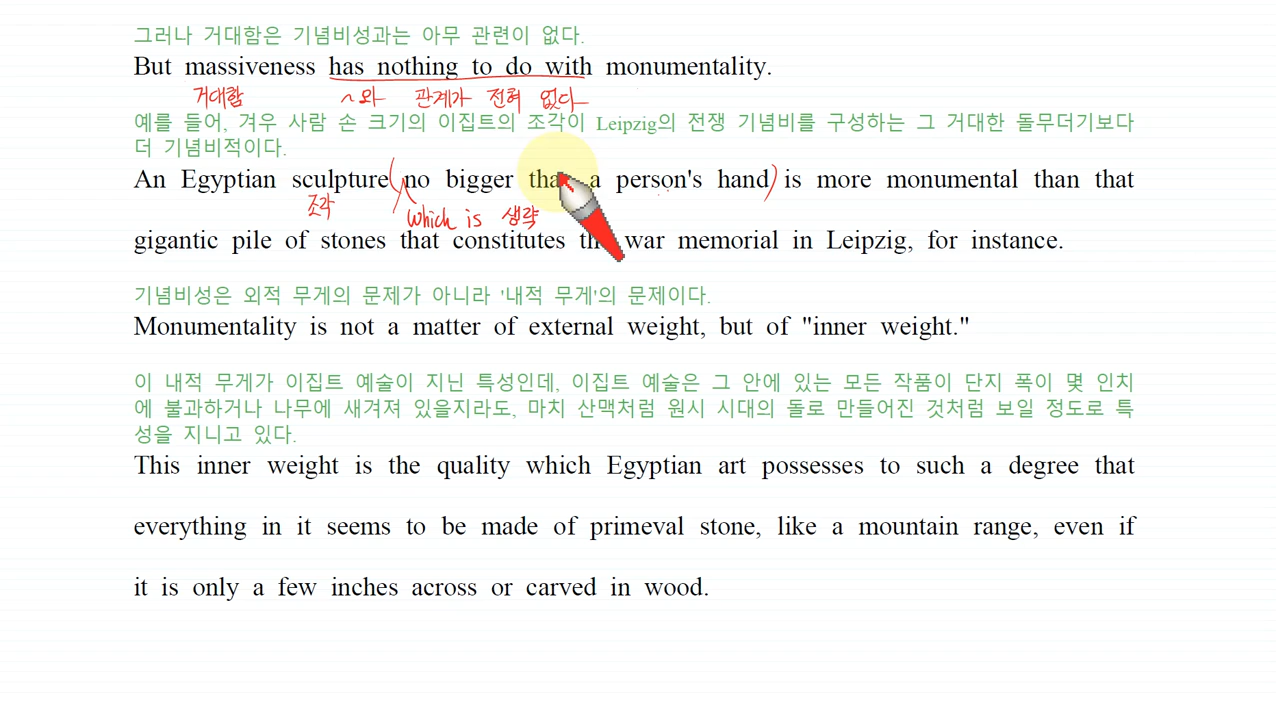 그러나 거대함은 기념비성과는 아무 관련이 없다.
But massiveness has nothing to do with monumentality.
거대함 ~와 관계가 전혀 없다
예를 들어, 겨우 사람 손 크기의 이집트의 조각이 Leipzig의 전쟁 기념비를 구성하는 그 거대한 돌무더기보다
더 기념비적이다.
An Egyptian sculpture (no bigger tha a person's hand) is more monumental than that
조각 which is 생략
gigantic pile of stones that constitutes th war memorial in Leipzig, for instance.
기념비성은 외적 무게의 문제가 아니라 '내적 무게'의 문제이다.
Monumentality is not a matter of external weight, but of "inner weight."
이 내적 무게가 이집트 예술이 지닌 특성인데, 이집트 예술은 그 안에 있는 모든 작품이 단지 폭이 몇 인치
에 불과하거나 나무에 새겨져 있을지라도, 마치 산맥처럼 원시 시대의 돌로 만들어진 것처럼 보일 정도로 특
성을 지니고 있다.
This inner weight is the quality which Egyptian art possesses to such a degree that
everything in it seems to be made of primeval stone, like a mountain range, even if
it is only a few inches across or carved in wood.